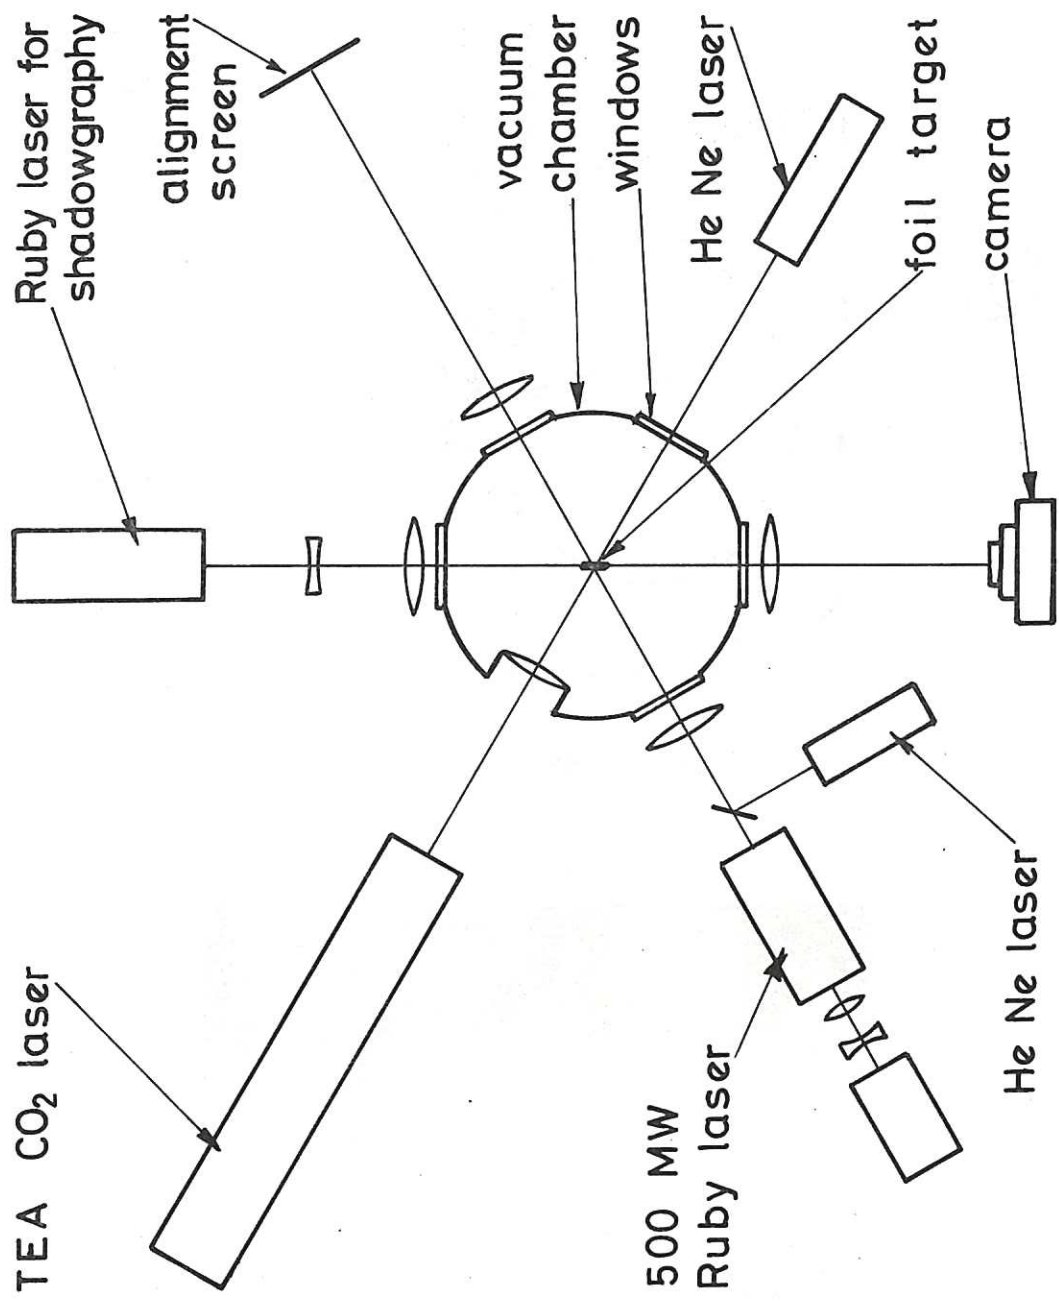 Ruby laser for
shadowgraphy
alignment
screen
vacuum
chamber
windows
He Ne laser
foil target
camera
TEA CO₂ laser
500 MW
Ruby laser
He Ne laser